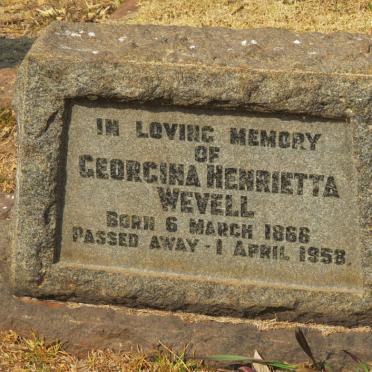 IN LOVING MEMORY
OF
GEORGINA HENRIETTA
WEVELL
BORN 6 MARCH 1866
PASSED AWAY - 1 APRIL 1958.